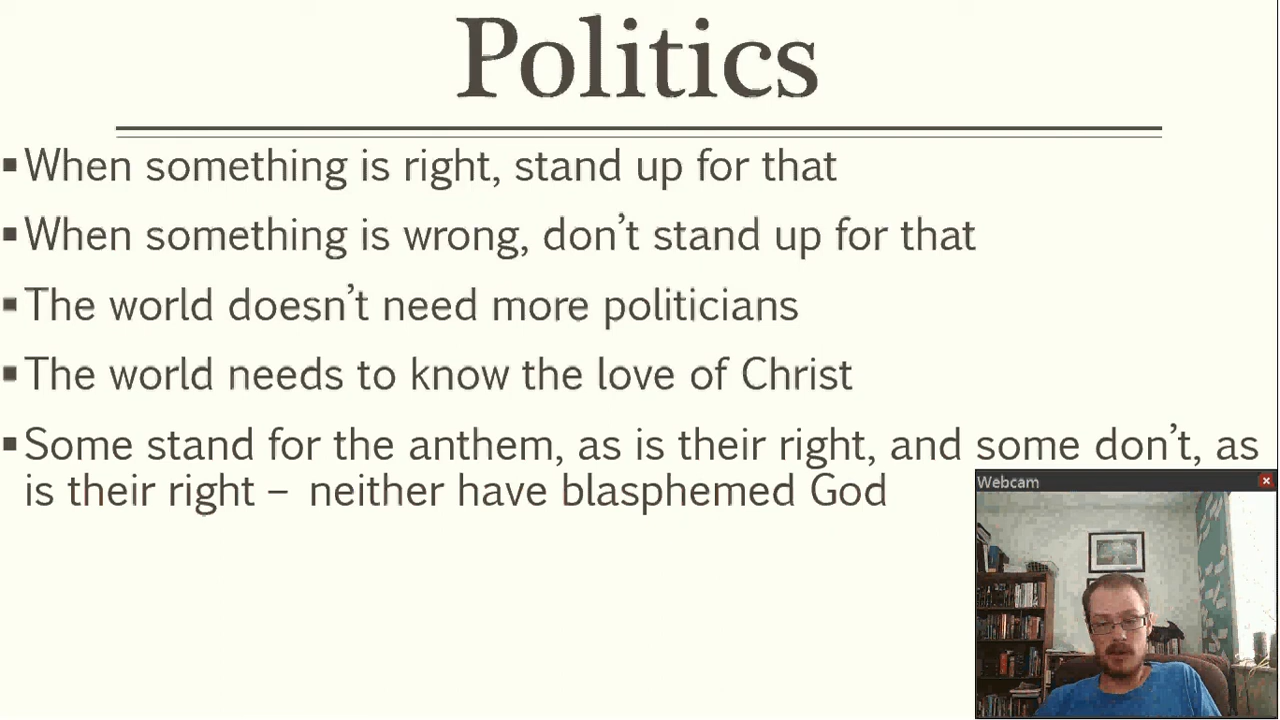 Politics
▪When something is right, stand up for that
▪When something is wrong, don’t stand up for that
▪The world doesn’t need more politicians
▪The world needs to know the love of Christ
▪Some stand for the anthem, as is their right, and some don’t, as
is their right – neither have blasphemed God
Webcam